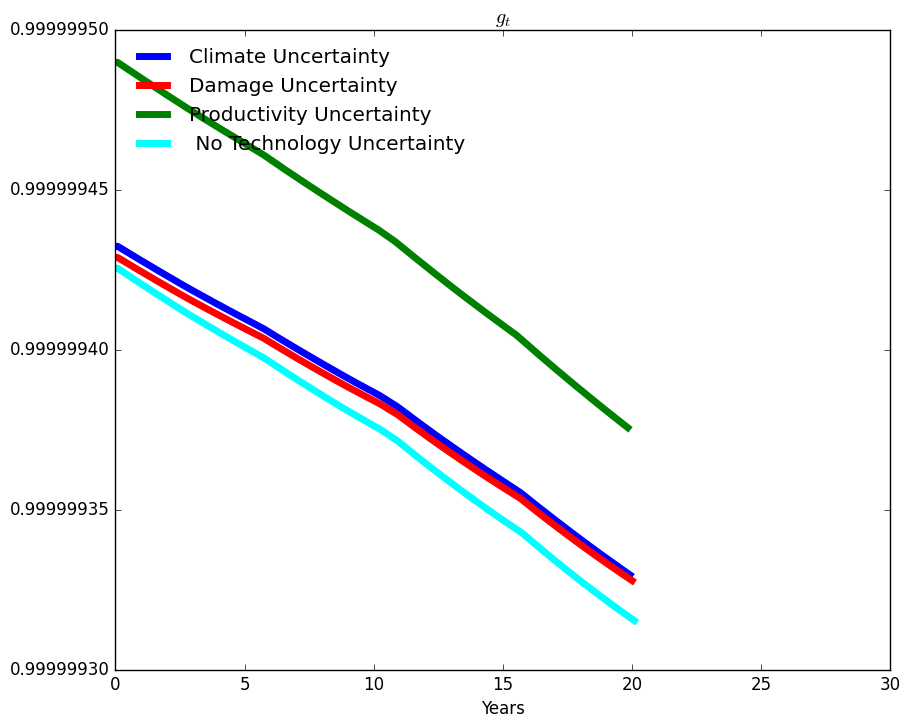 g_t
0.99999950
0.99999945
0.99999940
0.99999935
0.99999930
Climate Uncertainty
Damage Uncertainty
Productivity Uncertainty
No Technology Uncertainty
0 5 10 15 20 25 30
Years